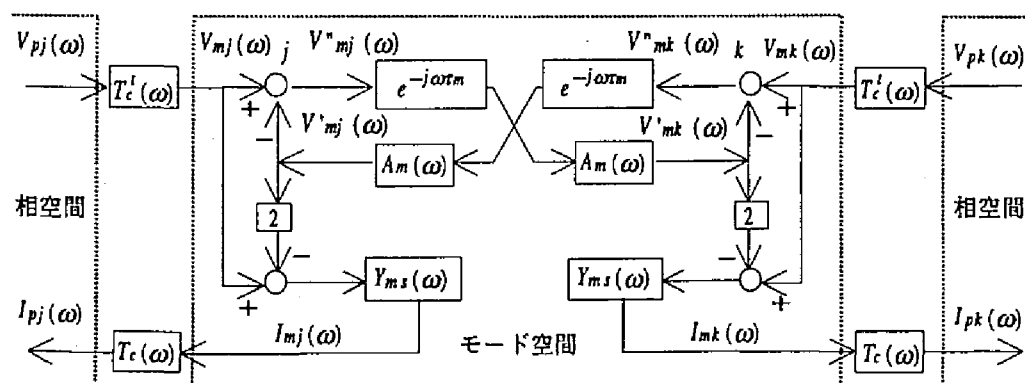 V_pj(ω) V_mj(ω) j V"_mj(ω) V"_mk(ω) k V_mk(ω) V_pk(ω)
T_c^t(ω) e^{-jωτm} e^{-jωτm} T_c^t(ω)
+ +
− V'_mj(ω) V'_mk(ω) −
A_m(ω) A_m(ω)
相空間 2 2 相空間
− −
Y_ms(ω) Y_ms(ω)
+ +
I_pj(ω) I_mj(ω) モード空間 I_mk(ω) I_pk(ω)
T_c(ω) T_c(ω)